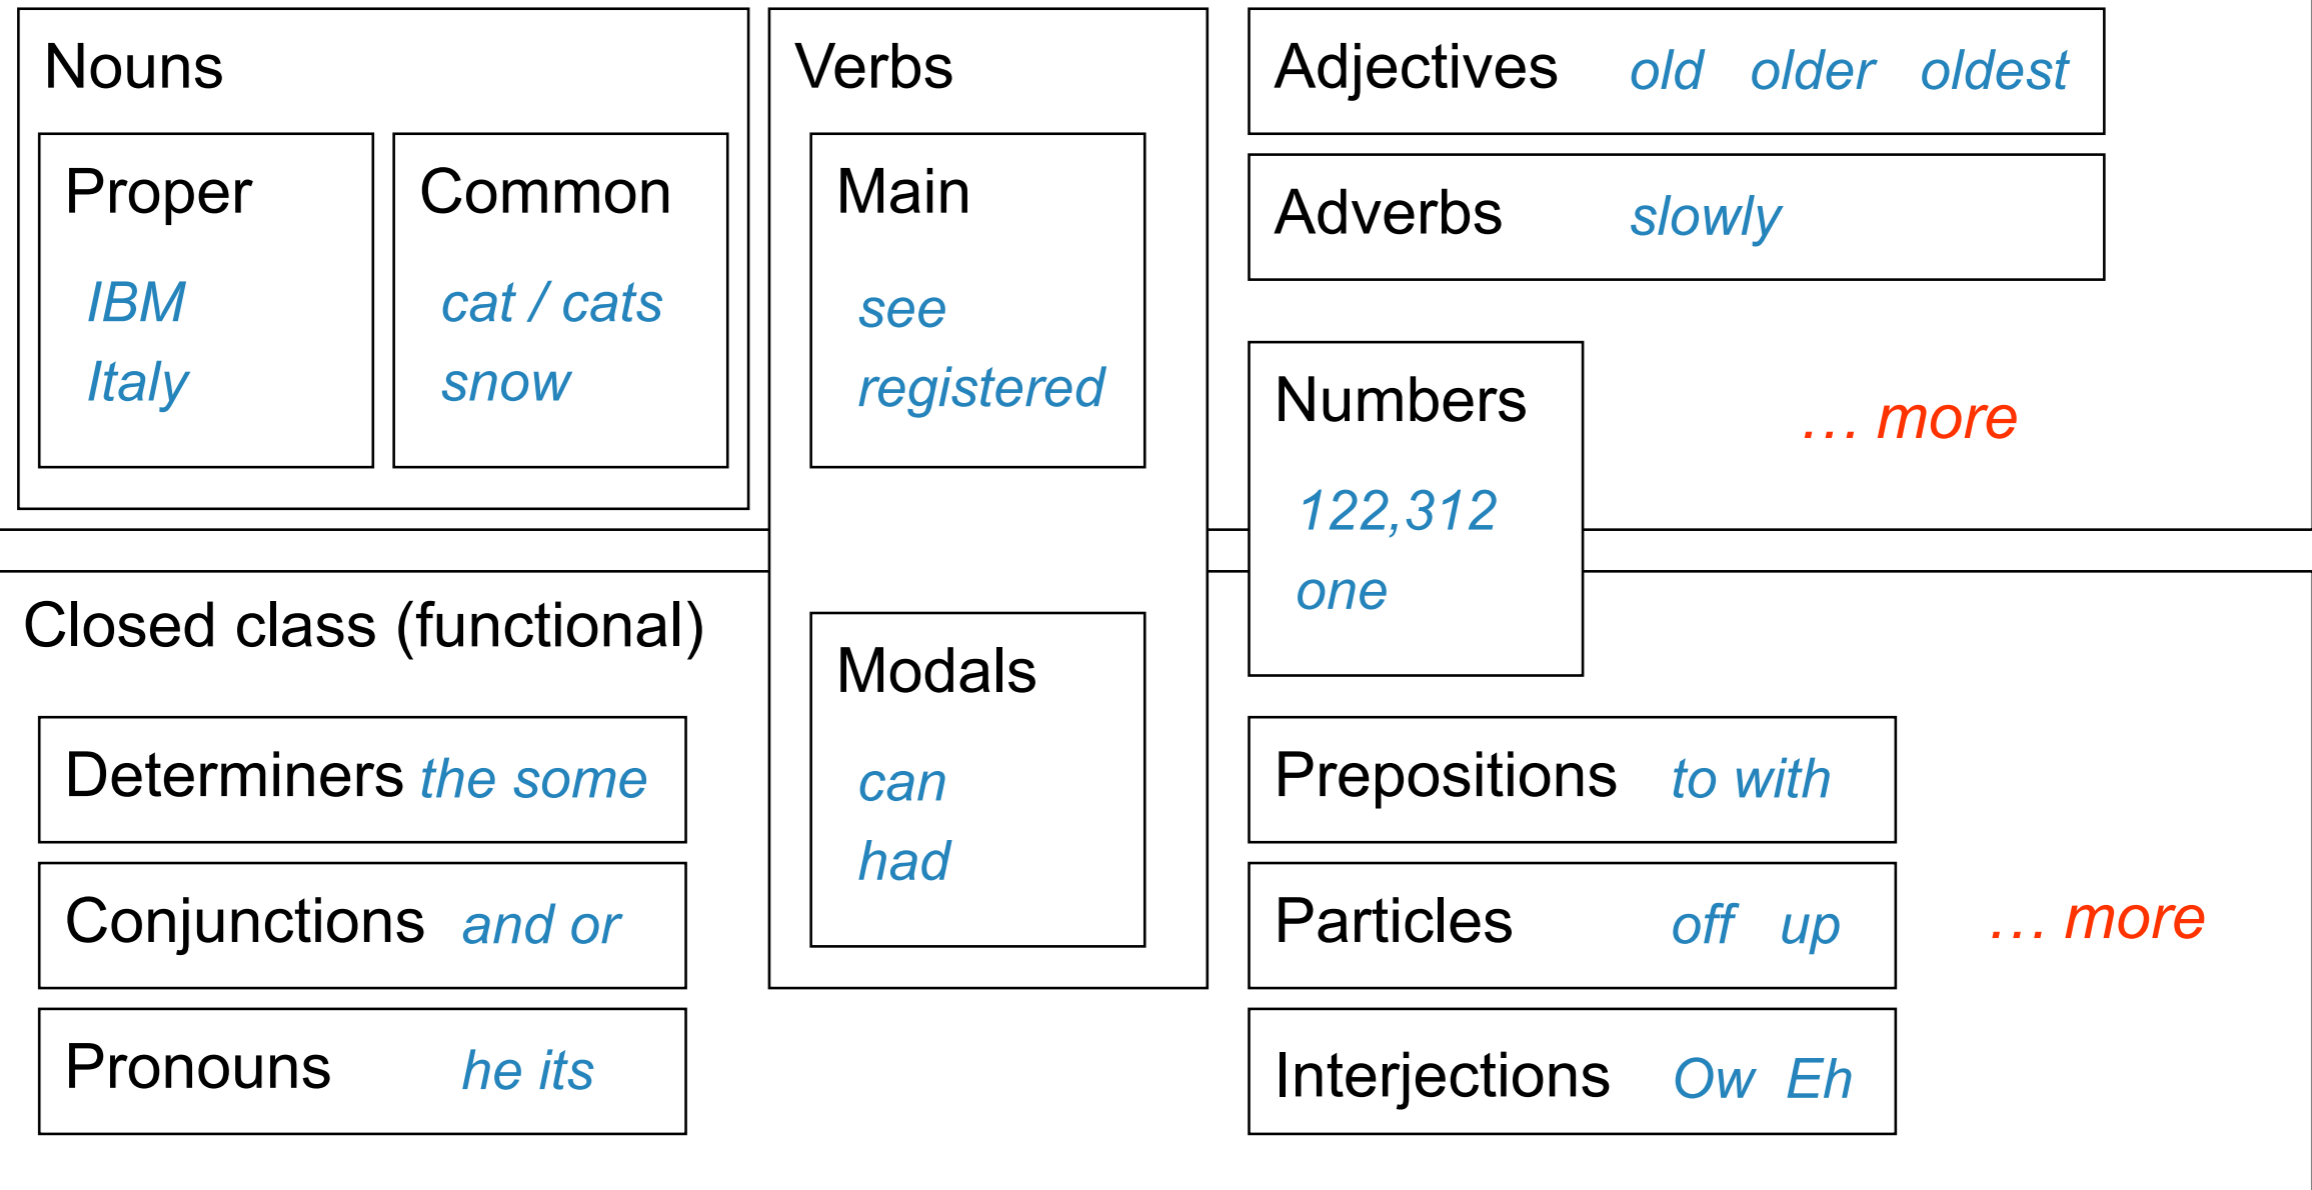 Nouns
Proper
IBM
Italy
Common
cat / cats
snow
Verbs
Main
see
registered
Modals
can
had
Adjectives old older oldest
Adverbs slowly
Numbers
122,312
one
… more
Closed class (functional)
Determiners the some
Conjunctions and or
Pronouns he its
Prepositions to with
Particles off up
Interjections Ow Eh
… more